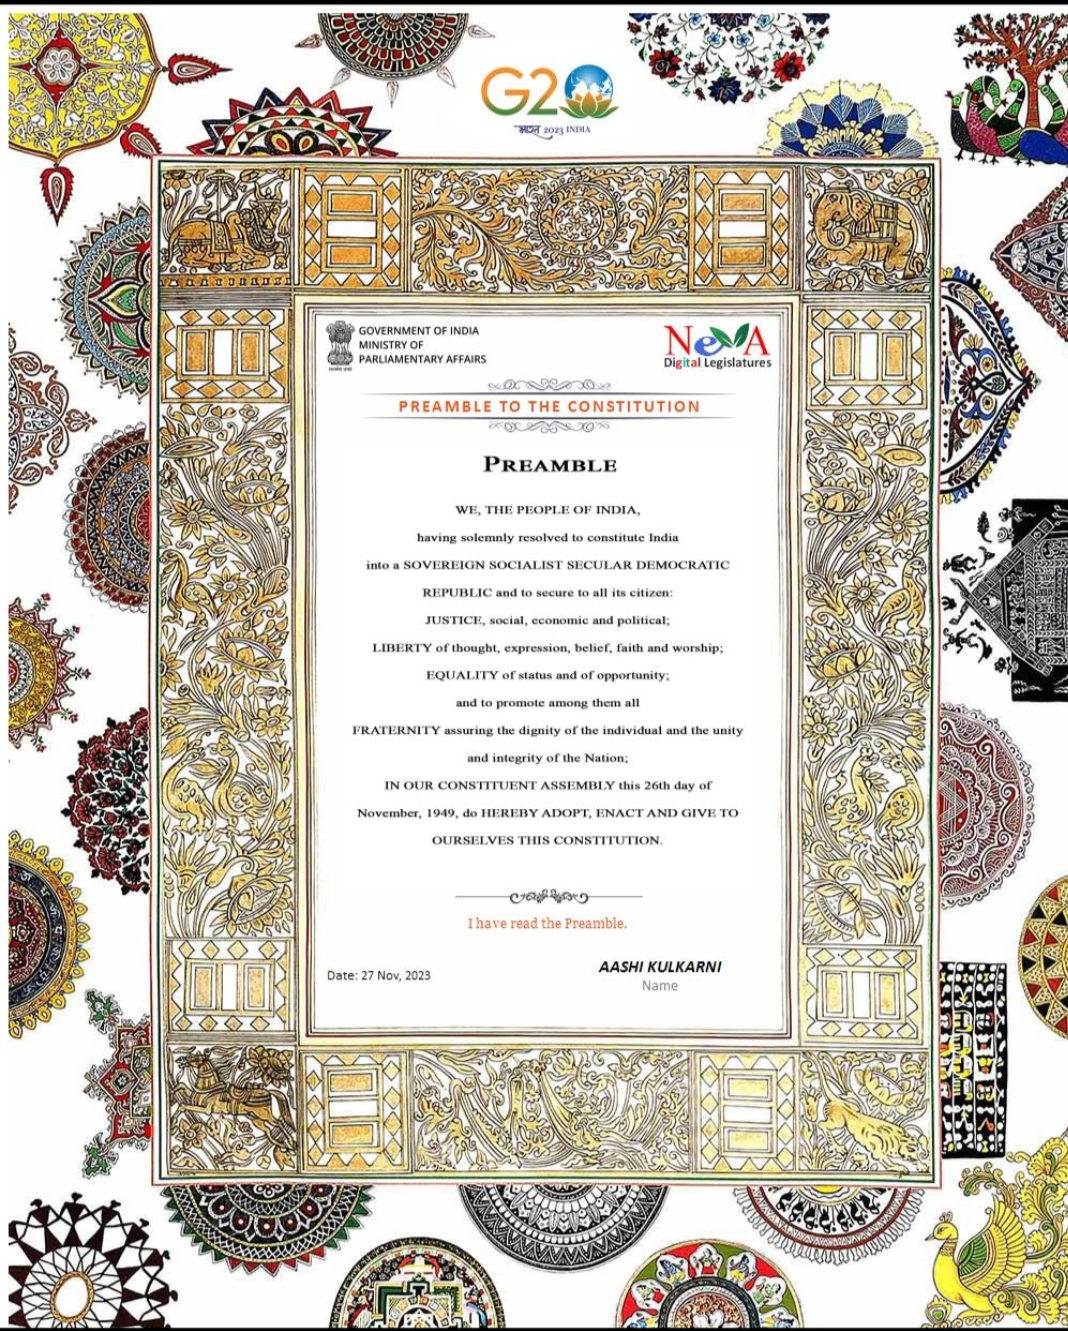 G20
भारत 2023 INDIA
GOVERNMENT OF INDIA
MINISTRY OF
PARLIAMENTARY AFFAIRS
NeVA
Digital Legislatures
PREAMBLE TO THE CONSTITUTION
PREAMBLE
WE, THE PEOPLE OF INDIA,
having solemnly resolved to constitute India
into a SOVEREIGN SOCIALIST SECULAR DEMOCRATIC
REPUBLIC and to secure to all its citizen:
JUSTICE, social, economic and political;
LIBERTY of thought, expression, belief, faith and worship;
EQUALITY of status and of opportunity;
and to promote among them all
FRATERNITY assuring the dignity of the individual and the unity
and integrity of the Nation;
IN OUR CONSTITUENT ASSEMBLY this 26th day of
November, 1949, do HEREBY ADOPT, ENACT AND GIVE TO
OURSELVES THIS CONSTITUTION.
I have read the Preamble.
Date: 27 Nov, 2023
AASHI KULKARNI
Name